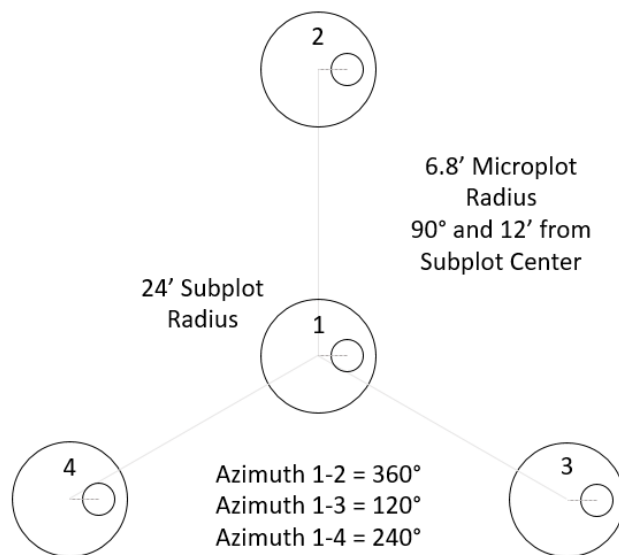 2
6.8’ Microplot
Radius
90° and 12’ from
Subplot Center
24’ Subplot
Radius
1
4
3
Azimuth 1-2 = 360°
Azimuth 1-3 = 120°
Azimuth 1-4 = 240°